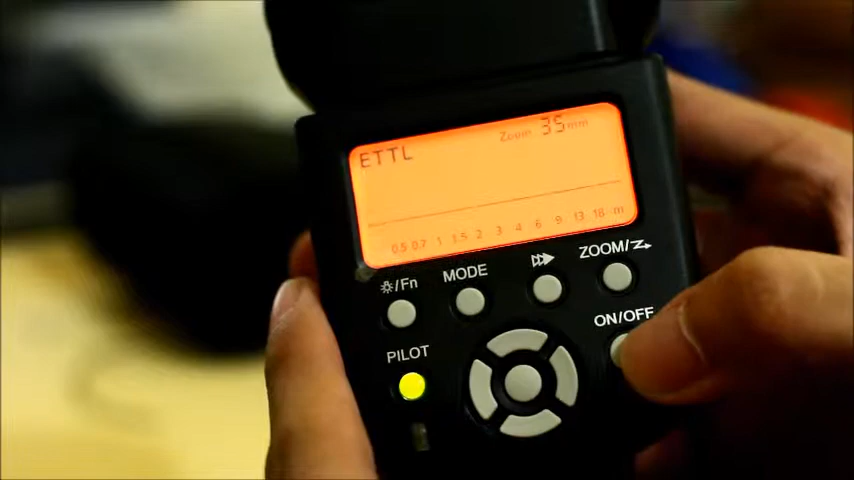 ETTL Zoom 35mm
0.5 0.7 1 1.5 2 3 4 6 9 13 18 m
/Fn MODE ZOOM/
PILOT ON/OFF